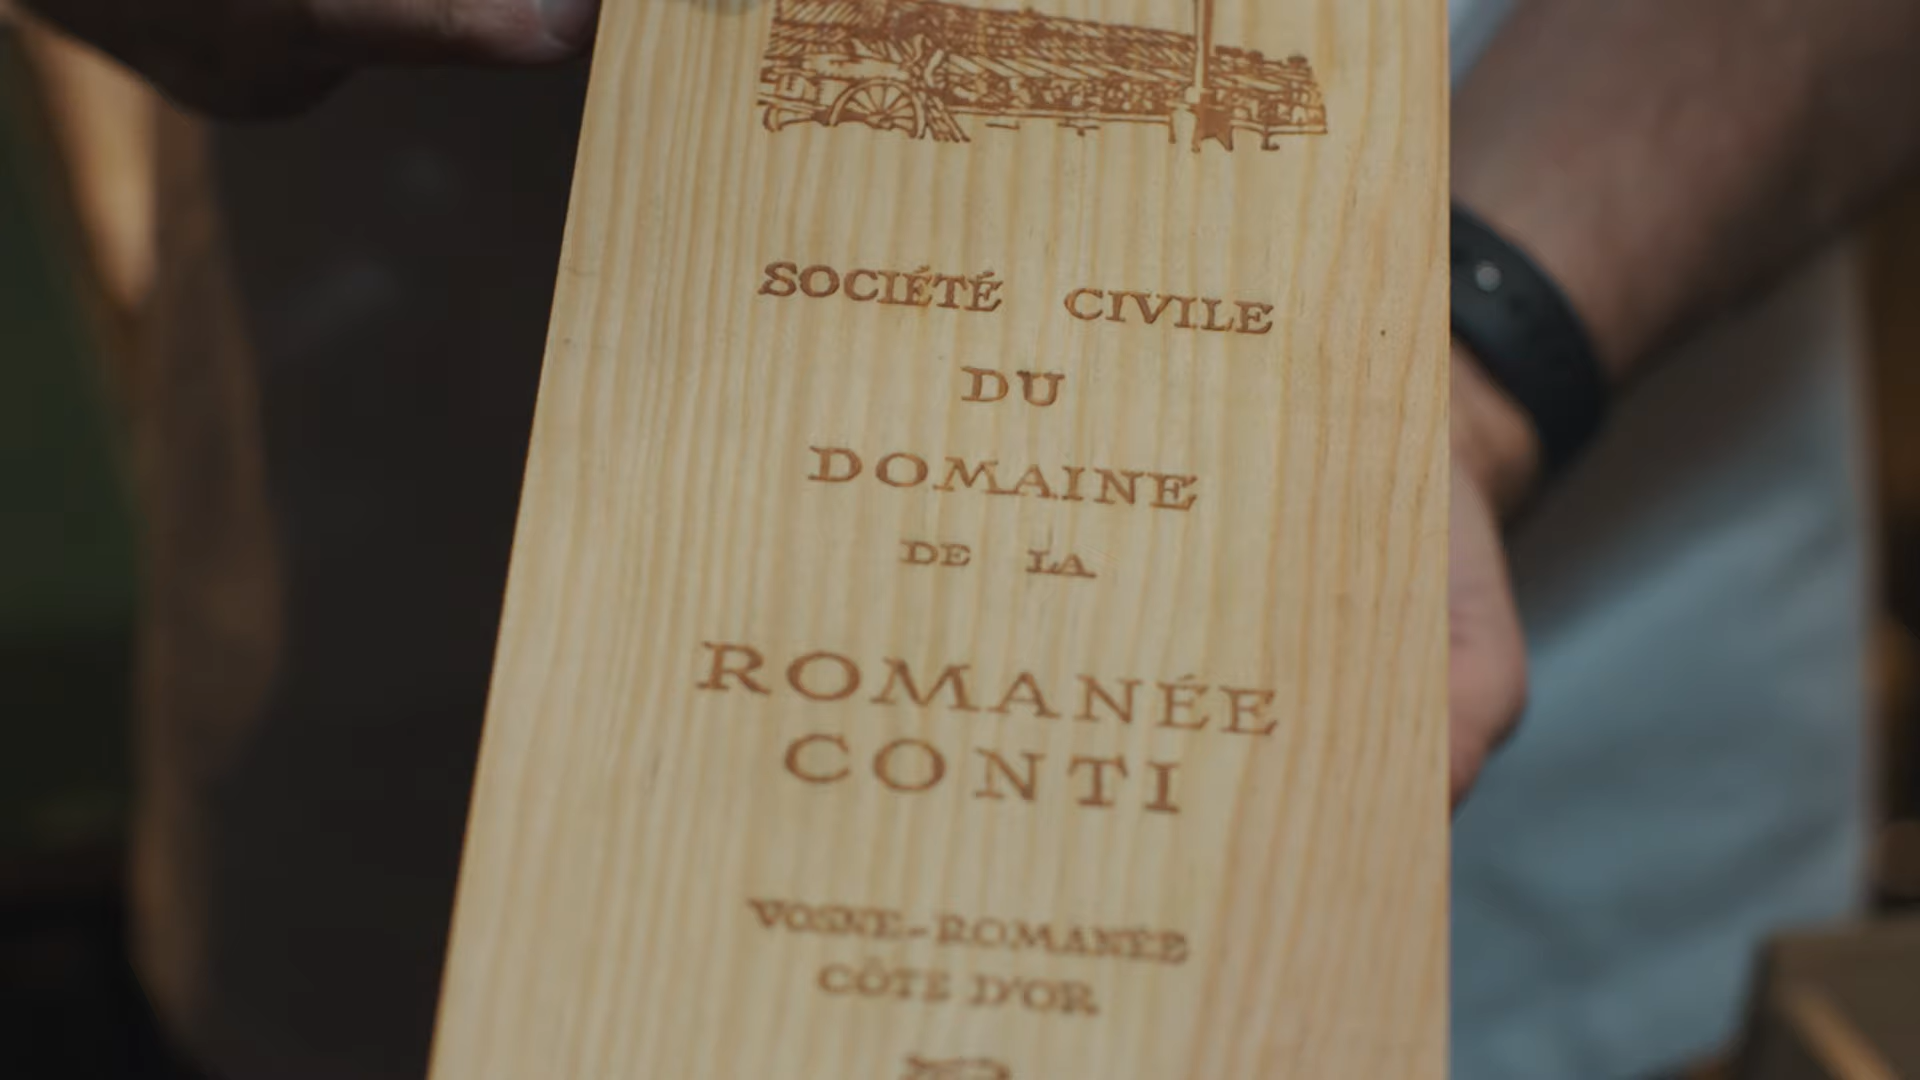 SOCIÉTÉ CIVILE
DU
DOMAINE
DE LA
ROMANÉE
CONTI
VOSNE-ROMANÉE
CÔTE D'OR